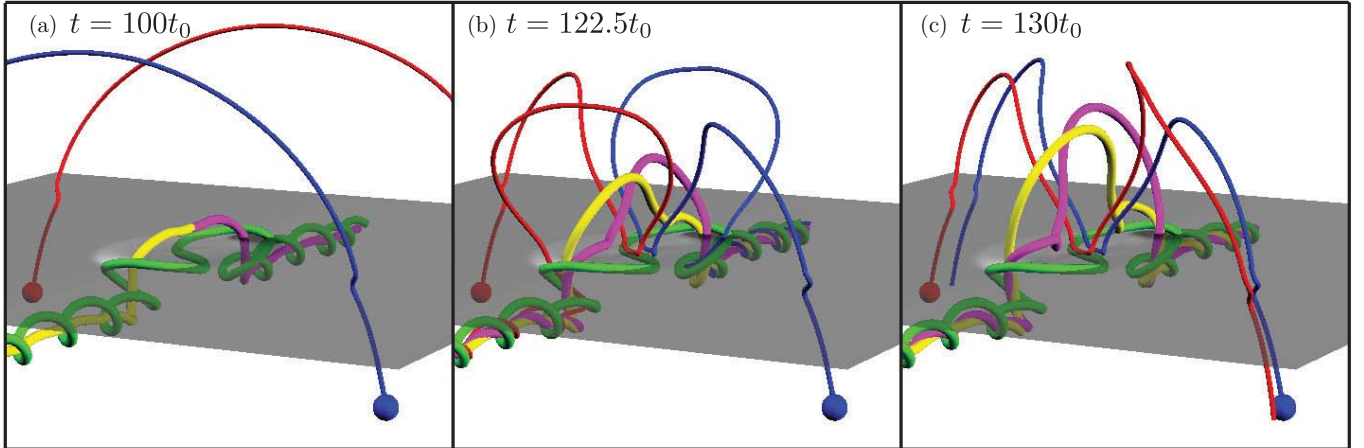 (a) t = 100t₀
(b) t = 122.5t₀
(c) t = 130t₀